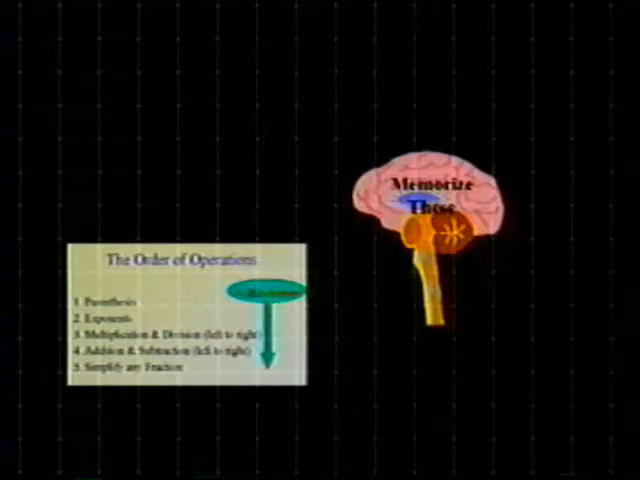 Memorize
These
The Order of Operations
1. Parenthesis
2. Exponents
3. Multiplication & Division (left to right)
4. Addition & Subtraction (left to right)
5. Simplify any Fraction